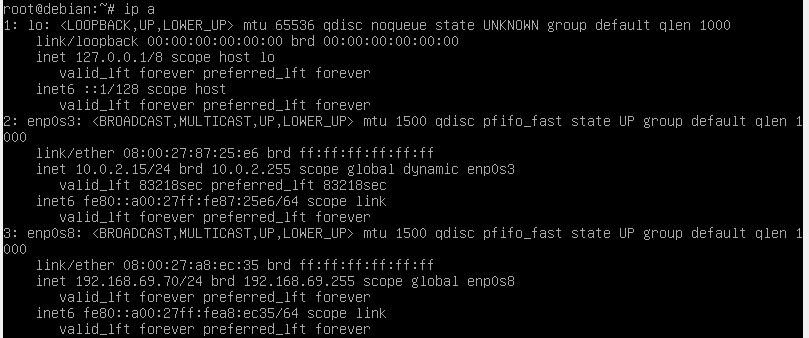 root@debian:~# ip a
1: lo: <LOOPBACK,UP,LOWER_UP> mtu 65536 qdisc noqueue state UNKNOWN group default qlen 1000
    link/loopback 00:00:00:00:00:00 brd 00:00:00:00:00:00
    inet 127.0.0.1/8 scope host lo
       valid_lft forever preferred_lft forever
    inet6 ::1/128 scope host
       valid_lft forever preferred_lft forever
2: enp0s3: <BROADCAST,MULTICAST,UP,LOWER_UP> mtu 1500 qdisc pfifo_fast state UP group default qlen 1
000
    link/ether 08:00:27:87:25:e6 brd ff:ff:ff:ff:ff:ff
    inet 10.0.2.15/24 brd 10.0.2.255 scope global dynamic enp0s3
       valid_lft 83218sec preferred_lft 83218sec
    inet6 fe80::a00:27ff:fe87:25e6/64 scope link
       valid_lft forever preferred_lft forever
3: enp0s8: <BROADCAST,MULTICAST,UP,LOWER_UP> mtu 1500 qdisc pfifo_fast state UP group default qlen 1
000
    link/ether 08:00:27:a8:ec:35 brd ff:ff:ff:ff:ff:ff
    inet 192.168.69.70/24 brd 192.168.69.255 scope global enp0s8
       valid_lft forever preferred_lft forever
    inet6 fe80::a00:27ff:fea8:ec35/64 scope link
       valid_lft forever preferred_lft forever